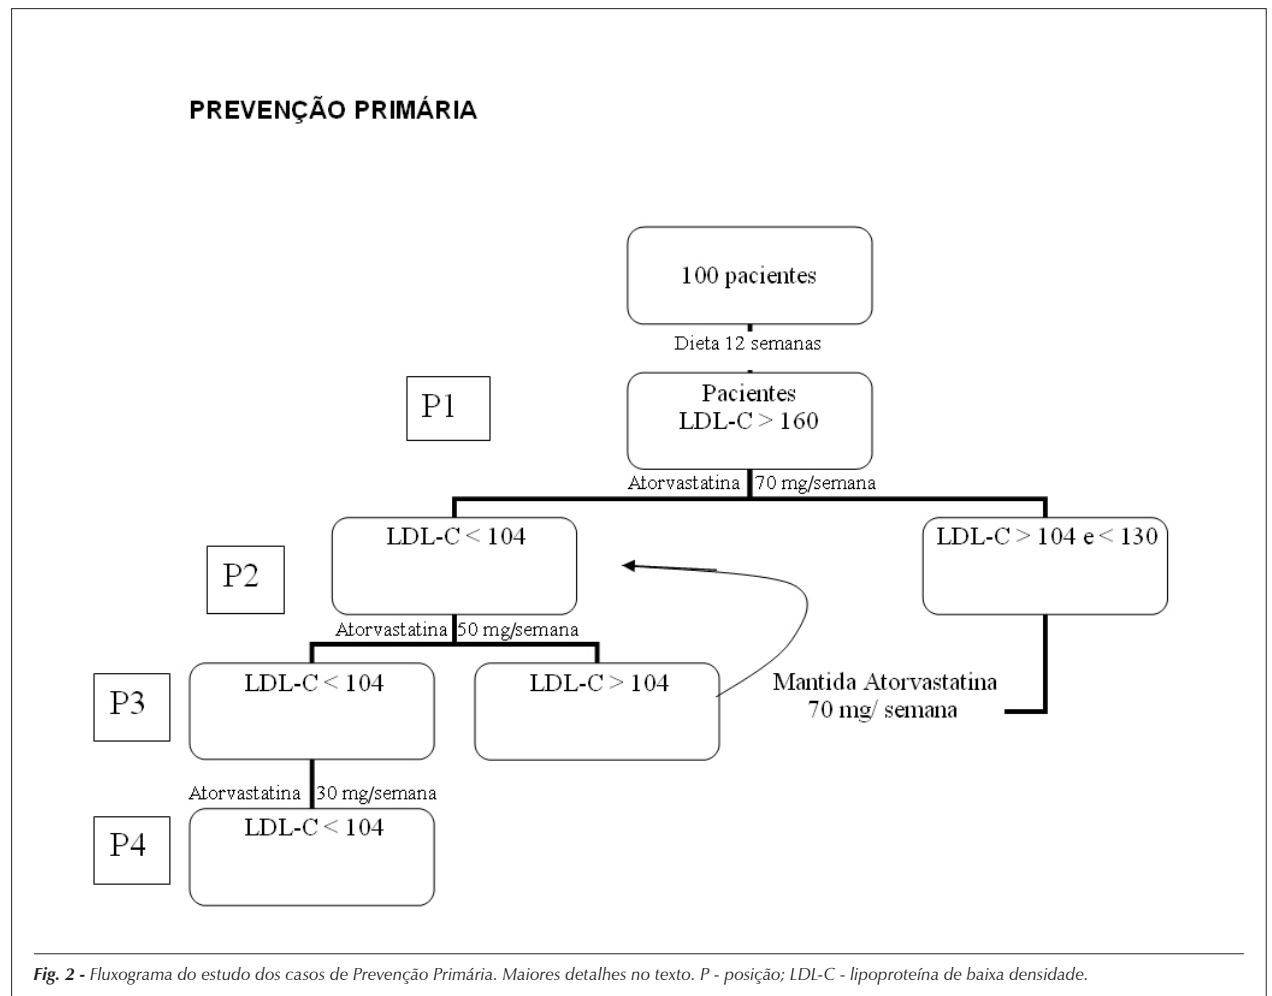 PREVENÇÃO PRIMÁRIA
100 pacientes
Dieta 12 semanas
P1
Pacientes
LDL-C > 160
Atorvastatina 70 mg/semana
P2
LDL-C < 104
LDL-C > 104 e < 130
Atorvastatina 50 mg/semana
P3
LDL-C < 104
LDL-C > 104
Mantida Atorvastatina
70 mg/ semana
Atorvastatina 30 mg/semana
P4
LDL-C < 104
Fig. 2 - Fluxograma do estudo dos casos de Prevenção Primária. Maiores detalhes no texto. P - posição; LDL-C - lipoproteína de baixa densidade.